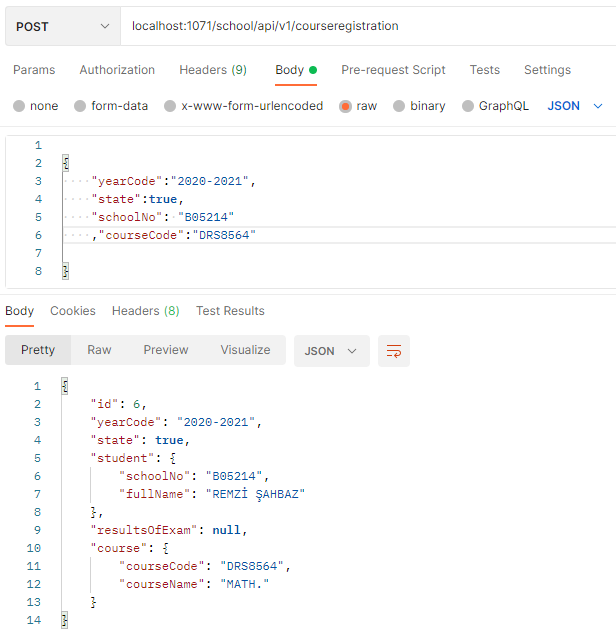 POST localhost:1071/school/api/v1/courseregistration
Params Authorization Headers (9) Body Pre-request Script Tests Settings
none form-data x-www-form-urlencoded raw binary GraphQL JSON
1
2 {
3 "yearCode":"2020-2021",
4 "state":true,
5 "schoolNo": "B05214"
6 ,"courseCode":"DRS8564"
7
8 }
Body Cookies Headers (8) Test Results
Pretty Raw Preview Visualize JSON
1 {
2 "id": 6,
3 "yearCode": "2020-2021",
4 "state": true,
5 "student": {
6 "schoolNo": "B05214",
7 "fullName": "REMZİ ŞAHBAZ"
8 },
9 "resultsOfExam": null,
10 "course": {
11 "courseCode": "DRS8564",
12 "courseName": "MATH."
13 }
14 }